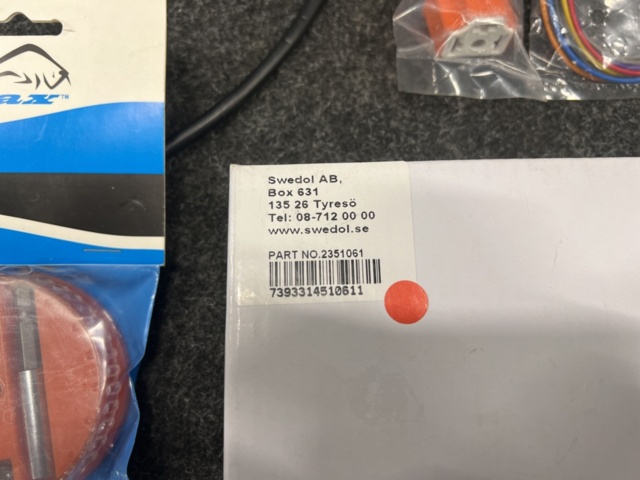 ax™
Swedol AB,
Box 631
135 26 Tyresö
Tel: 08-712 00 00
www.swedol.se
PART NO.2351061
7393314510611